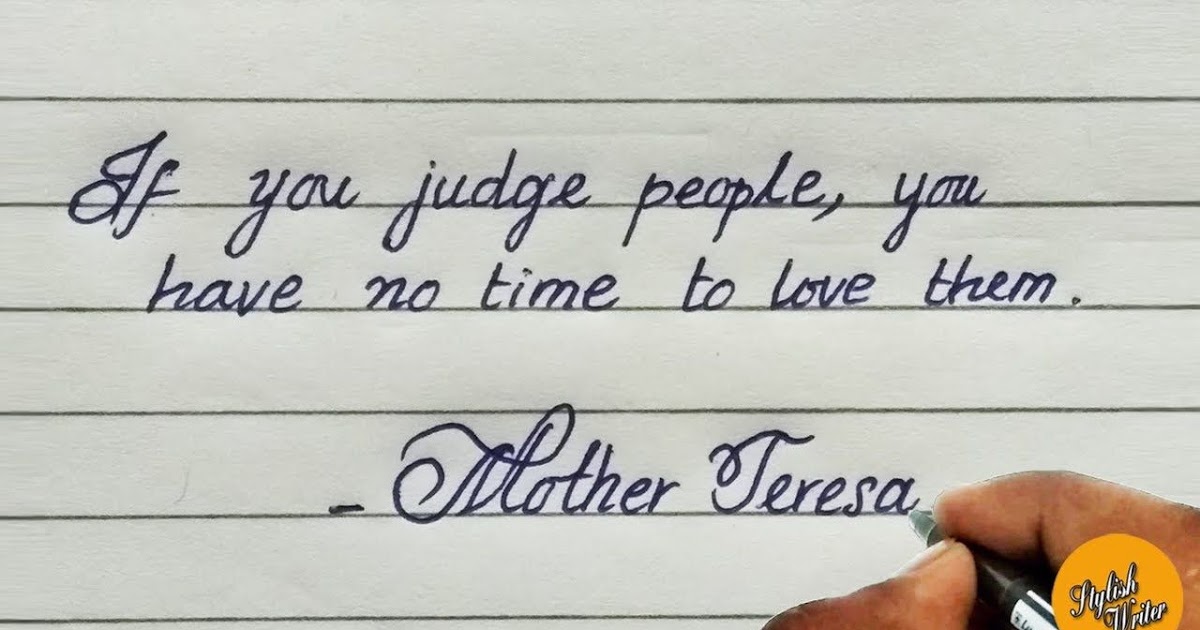 If you judge people, you
have no time to love them.
- Mother Teresa
Stylish
Writer